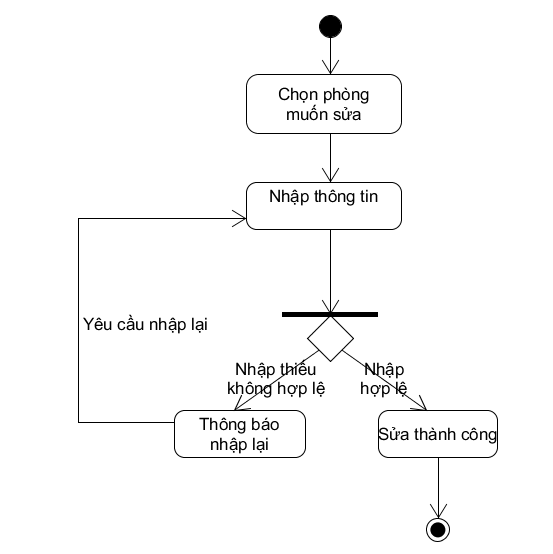 Chọn phòng
muốn sửa
Nhập thông tin
Yêu cầu nhập lại
Nhập thiếu
không hợp lệ
Nhập
hợp lệ
Thông báo
nhập lại
Sửa thành công